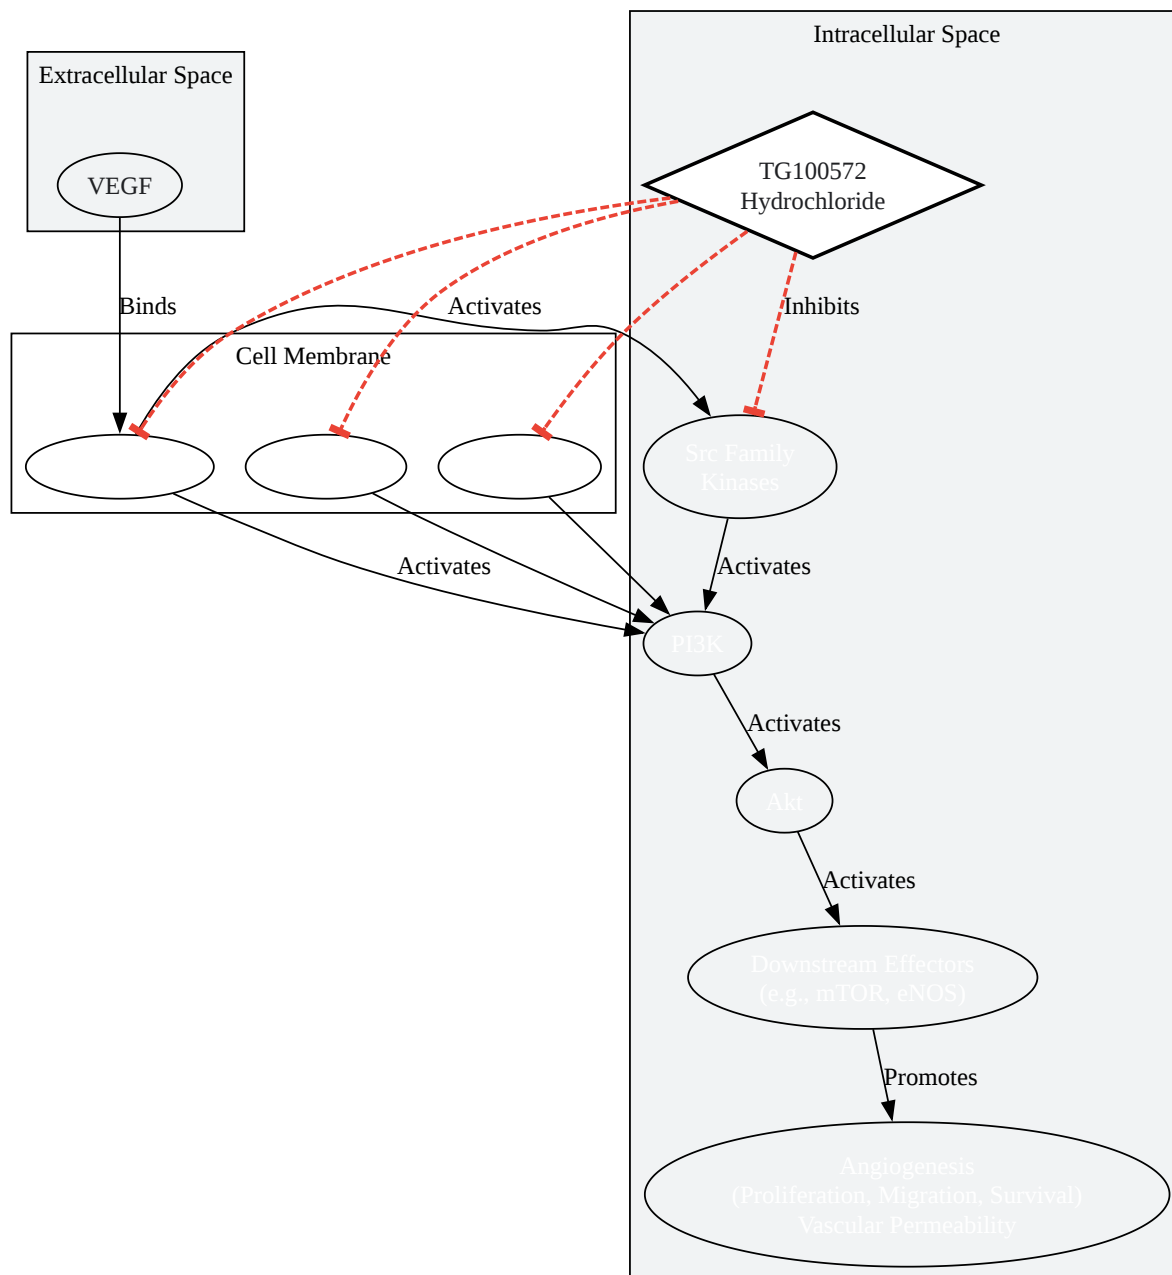 Intracellular Space
Extracellular Space
TG100572
Hydrochloride
VEGF
Binds
Activates
Inhibits
Cell Membrane
Src Family
Kinases
Activates
Activates
PI3K
Activates
Akt
Activates
Downstream Effectors
(e.g., mTOR, eNOS)
Promotes
Angiogenesis
(Proliferation, Migration, Survival)
Vascular Permeability